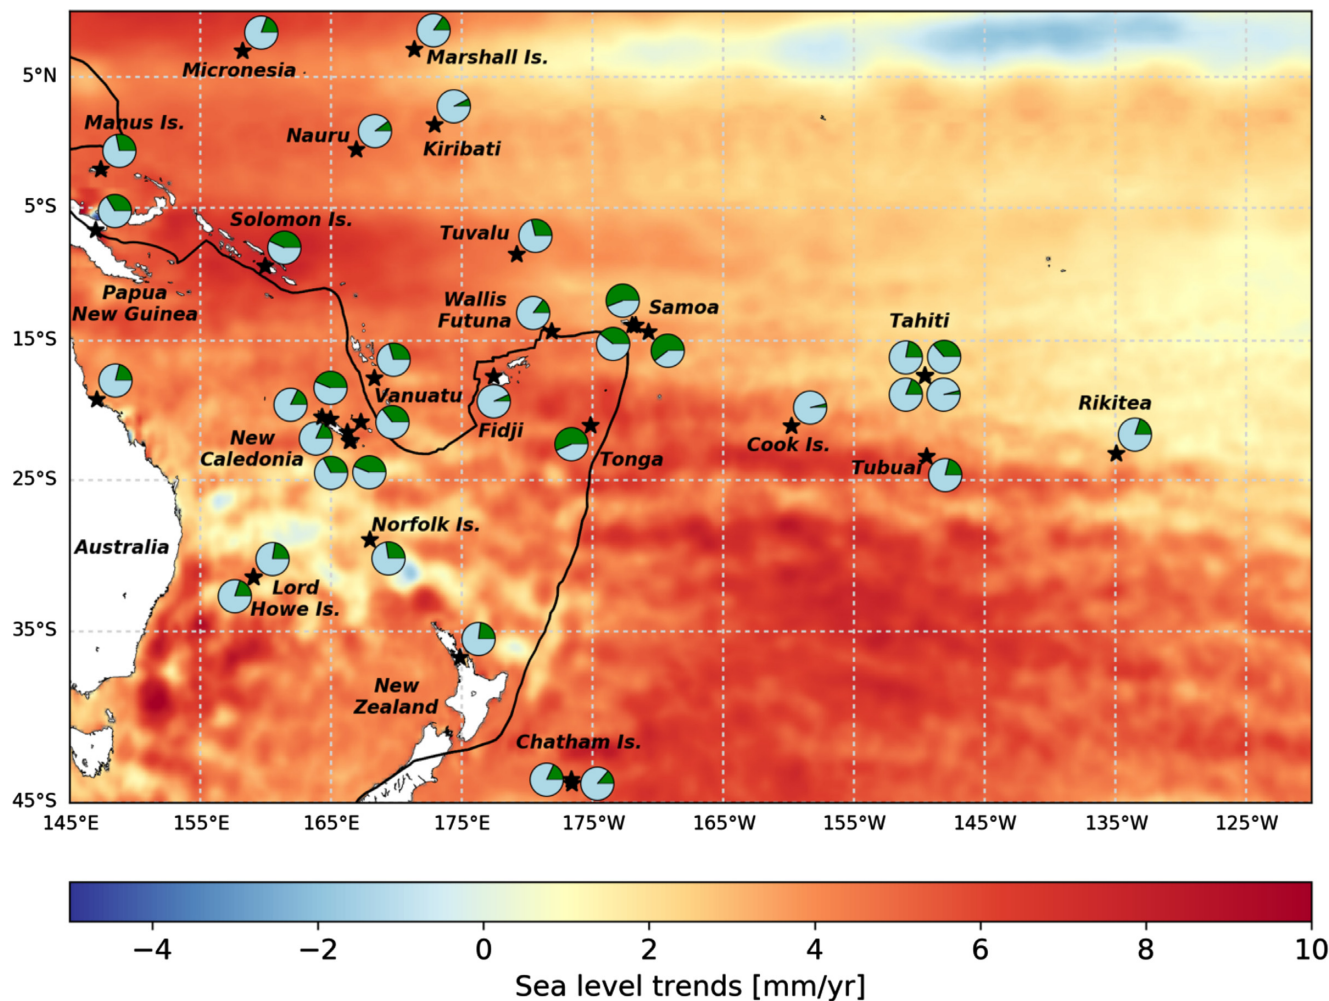 Micronesia
Marshall Is.
5°N
Manus Is.
Nauru
Kiribati
5°S
Solomon Is.
Tuvalu
Papua
New Guinea
Wallis
Futuna
Samoa
Tahiti
15°S
Vanuatu
Fidji
Rikitea
New
Caledonia
Tonga
Cook Is.
Tubuai
25°S
Norfolk Is.
Australia
Lord
Howe Is.
35°S
New
Zealand
Chatham Is.
45°S
145°E 155°E 165°E 175°E 175°W 165°W 155°W 145°W 135°W 125°W
−4 −2 0 2 4 6 8 10
Sea level trends [mm/yr]